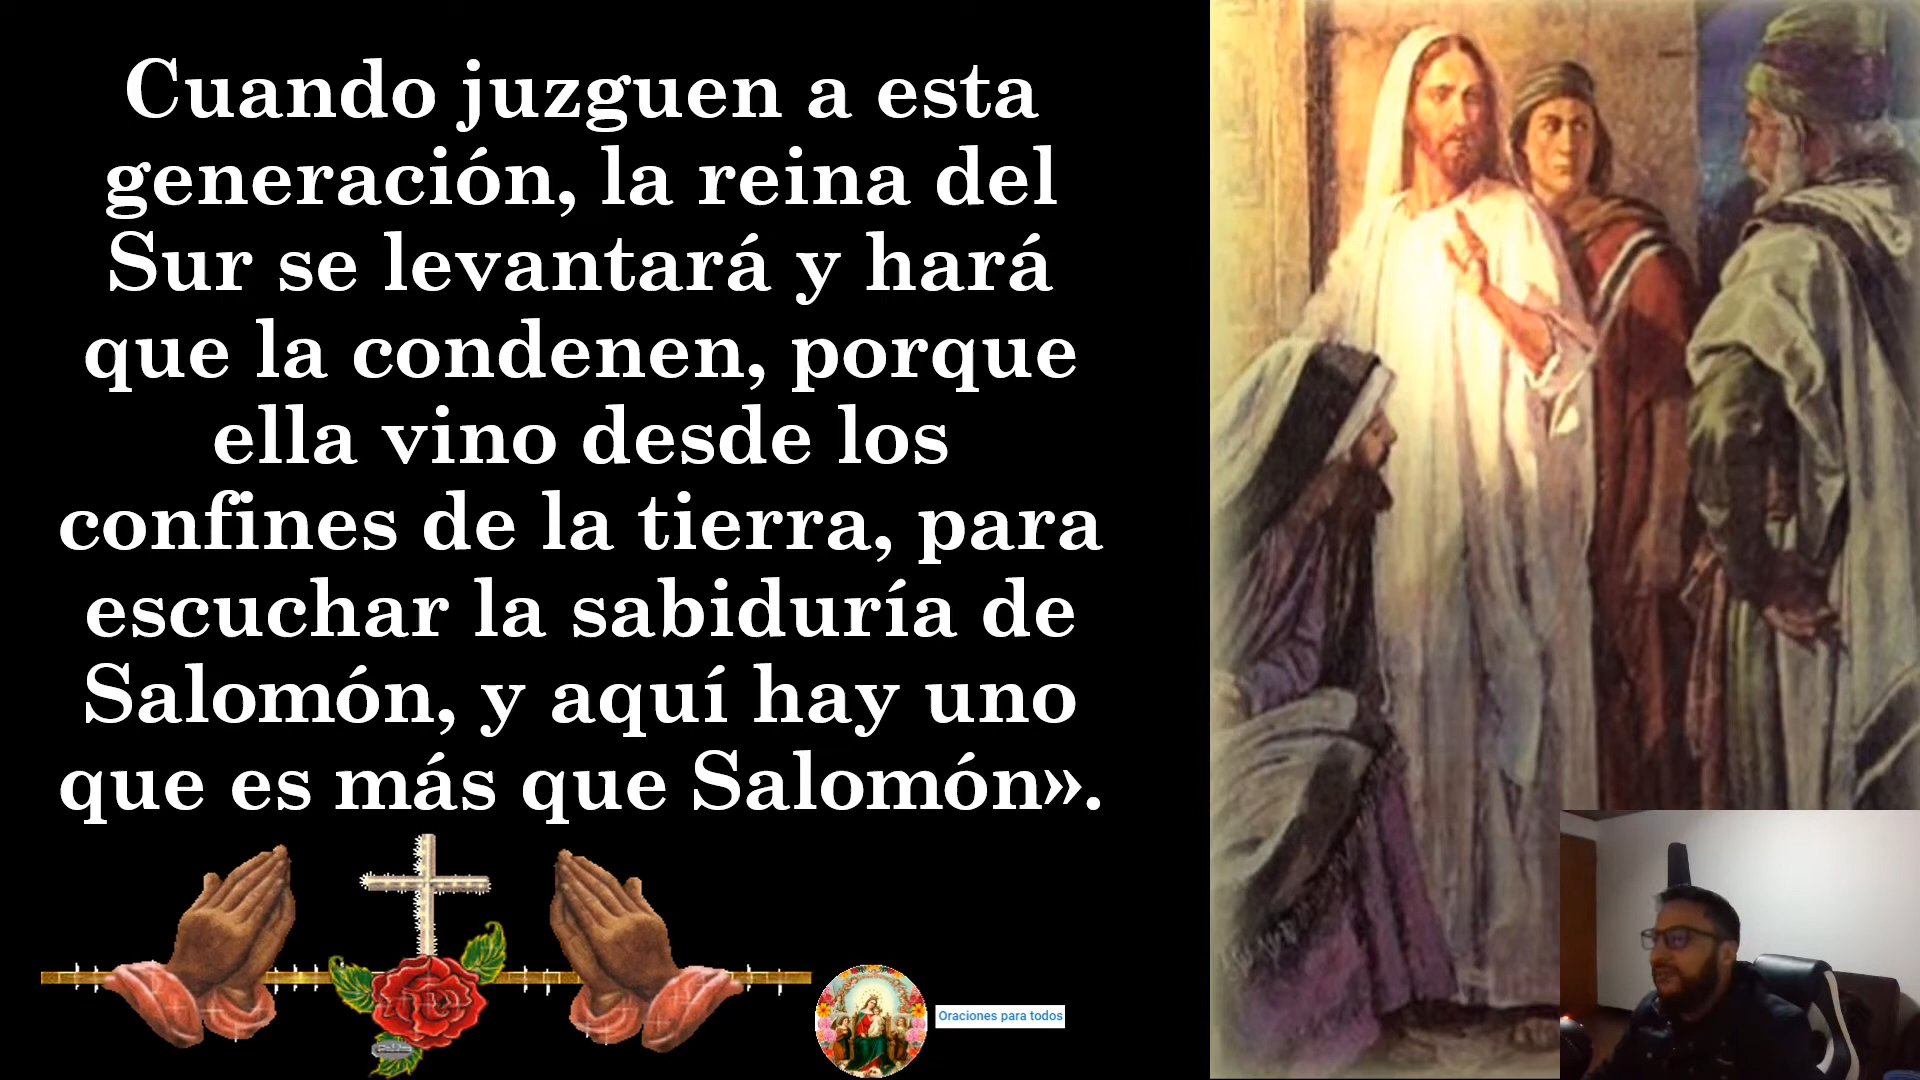 Cuando juzguen a esta
generación, la reina del
Sur se levantará y hará
que la condenen, porque
ella vino desde los
confines de la tierra, para
escuchar la sabiduría de
Salomón, y aquí hay uno
que es más que Salomón».
Oraciones para todos